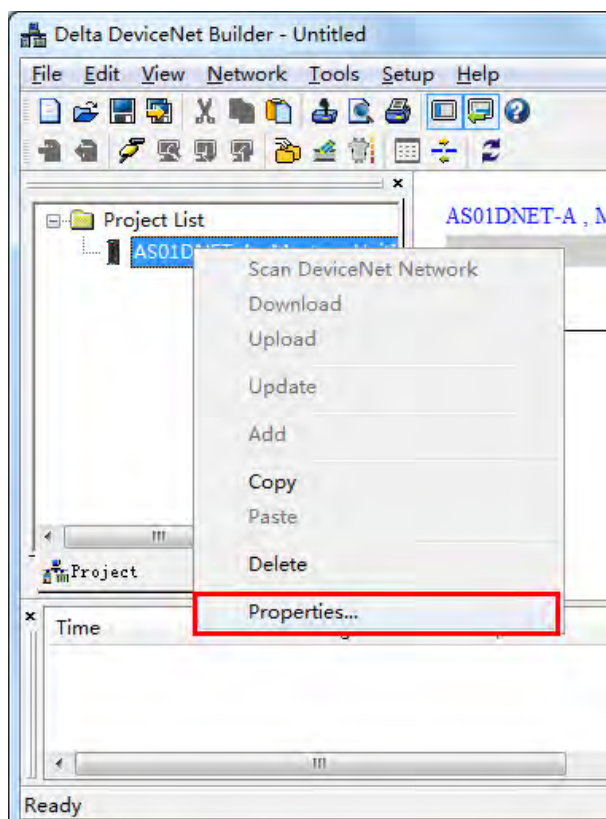 Delta DeviceNet Builder - Untitled
File Edit View Network Tools Setup Help
Project List
AS01DNET-A , M
AS01D
Scan DeviceNet Network
Download
Upload
Update
Add
Copy
Paste
Delete
Properties...
Project
Time
Ready